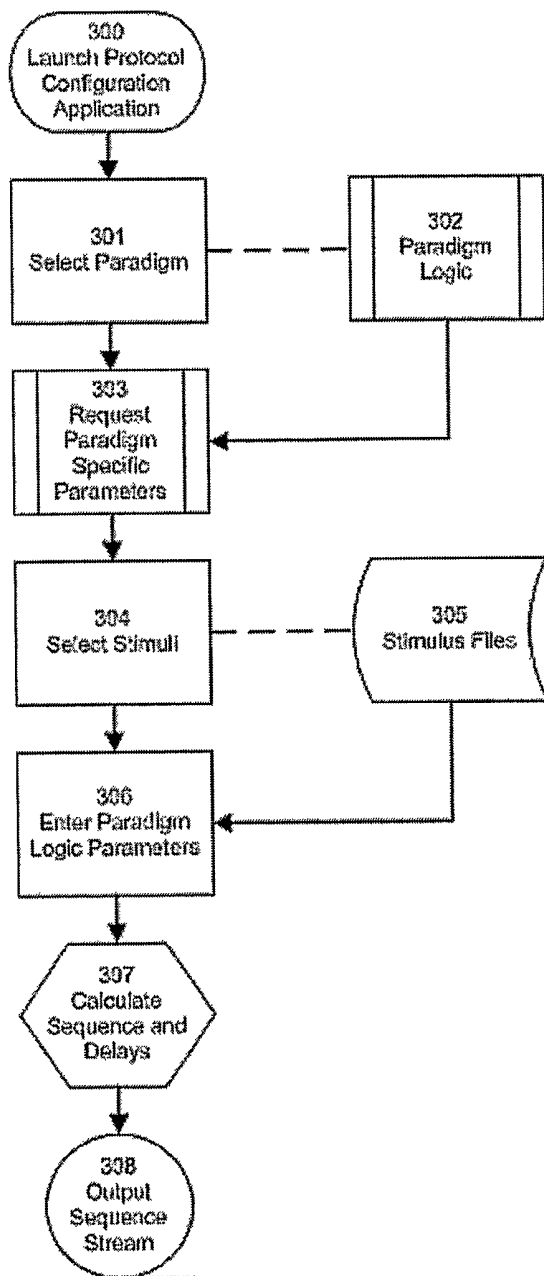 300
Launch Protocol
Configuration
Application
301
Select Paradigm
302
Paradigm
Logic
303
Request
Paradigm
Specific
Parameters
304
Select Stimuli
305
Stimulus Files
306
Enter Paradigm
Logic Parameters
307
Calculate
Sequence and
Delays
308
Output
Sequence
Stream